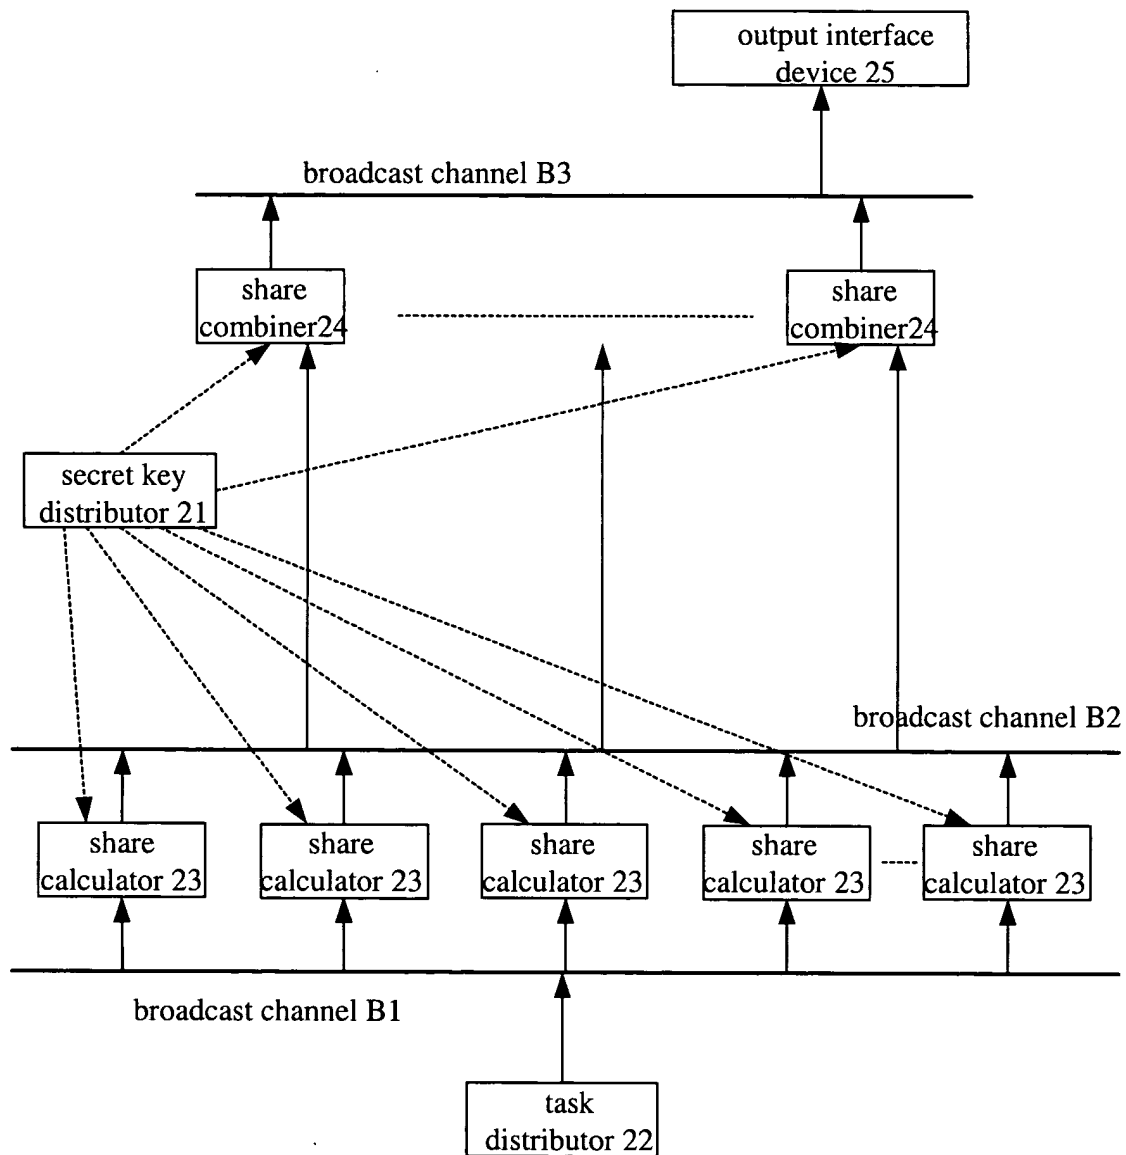 output interface
device 25
broadcast channel B3
share
combiner24
share
combiner24
secret key
distributor 21
broadcast channel B2
share
calculator 23
share
calculator 23
share
calculator 23
share
calculator 23
share
calculator 23
broadcast channel B1
task
distributor 22